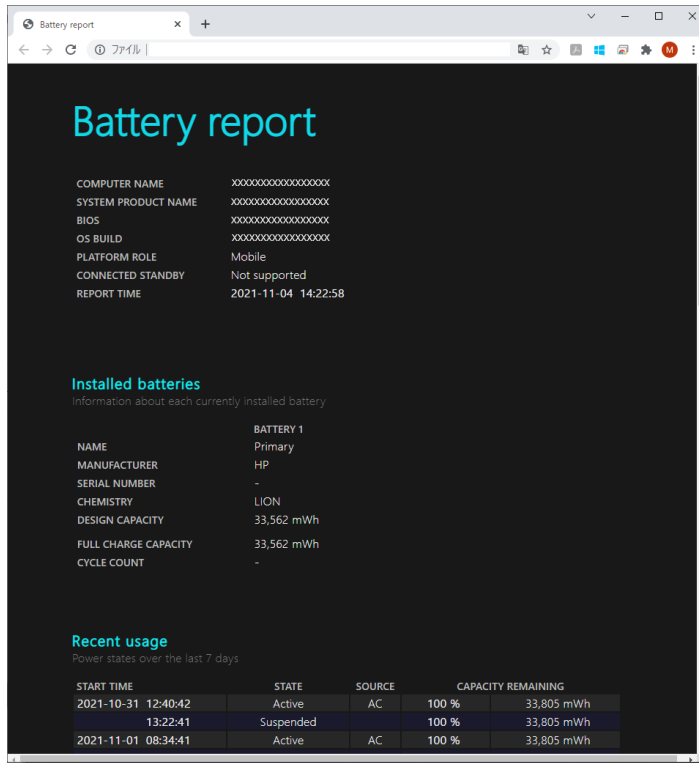 Battery report
ファイル
M
Battery report
COMPUTER NAME XXXXXXXXXXXXXXXXX
SYSTEM PRODUCT NAME XXXXXXXXXXXXXXXXX
BIOS XXXXXXXXXXXXXXXXX
OS BUILD XXXXXXXXXXXXXXXXX
PLATFORM ROLE Mobile
CONNECTED STANDBY Not supported
REPORT TIME 2021-11-04 14:22:58
Installed batteries
Information about each currently installed battery
BATTERY 1
NAME Primary
MANUFACTURER HP
SERIAL NUMBER -
CHEMISTRY LION
DESIGN CAPACITY 33,562 mWh
FULL CHARGE CAPACITY 33,562 mWh
CYCLE COUNT -
Recent usage
Power states over the last 7 days
START TIME STATE SOURCE CAPACITY REMAINING
2021-10-31 12:40:42 Active AC 100 % 33,805 mWh
13:22:41 Suspended 100 % 33,805 mWh
2021-11-01 08:34:41 Active AC 100 % 33,805 mWh